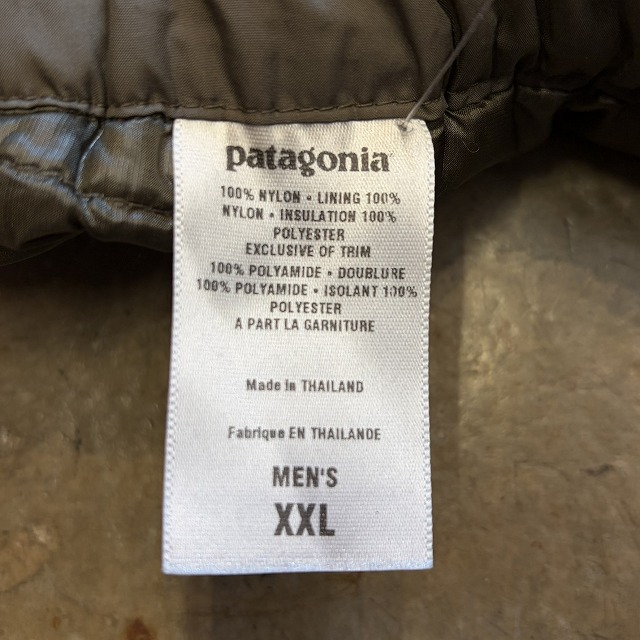 patagonia
100% NYLON • LINING 100%
NYLON • INSULATION 100%
POLYESTER
EXCLUSIVE OF TRIM
100% POLYAMIDE • DOUBLURE
100% POLYAMIDE • ISOLANT 100%
POLYESTER
A PART LA GARNITURE
Made in THAILAND
Fabrique EN THAILANDE
MEN'S
XXL